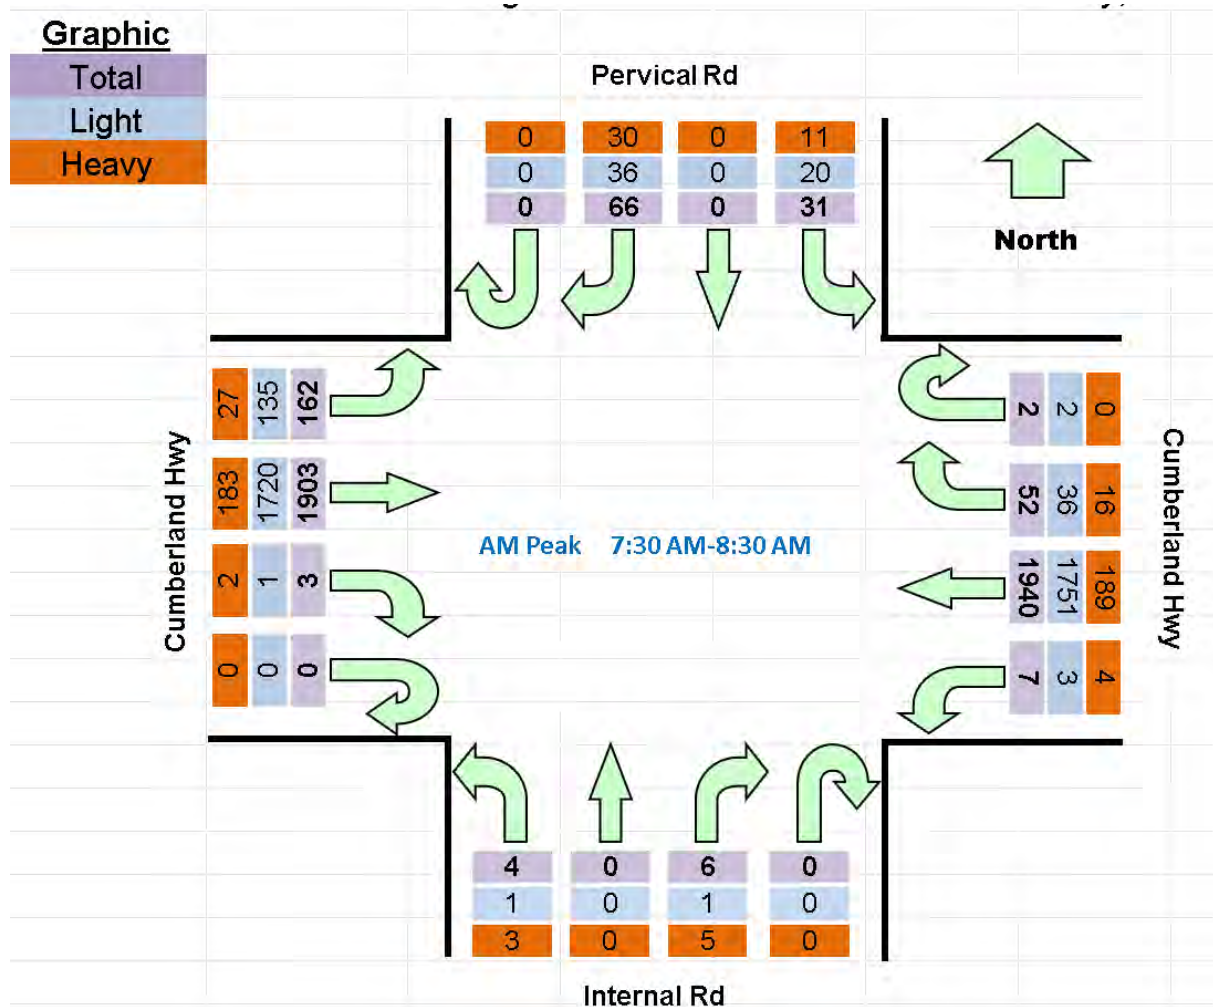 Graphic
Total
Light
Heavy
Pervical Rd
0 30 0 11
0 36 0 20
0 66 0 31
North
27 135 162
183 1720 1903
2 1 3
0 0 0
Cumberland Hwy
AM Peak 7:30 AM-8:30 AM
2 2 0
52 36 16
1940 1751 189
7 3 4
Cumberland Hwy
4 0 6 0
1 0 1 0
3 0 5 0
Internal Rd